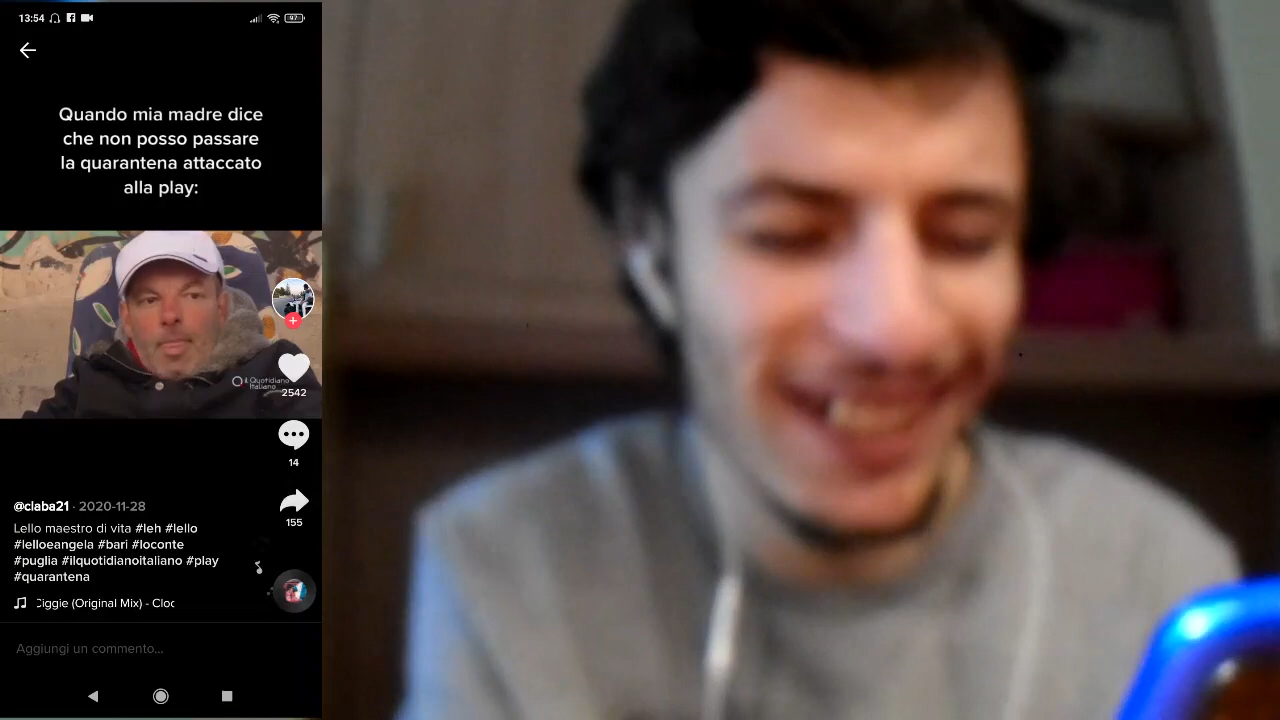 13:54
97
Quando mia madre dice
che non posso passare
la quarantena attaccato
alla play:
il Quotidiano
Italiano
2542
14
155
@claba21 · 2020-11-28
Lello maestro di vita #leh #lello
#lelloeangela #bari #loconte
#puglia #ilquotidianoitaliano #play
#quarantena
Ciggie (Original Mix) - Cloc
Aggiungi un commento...